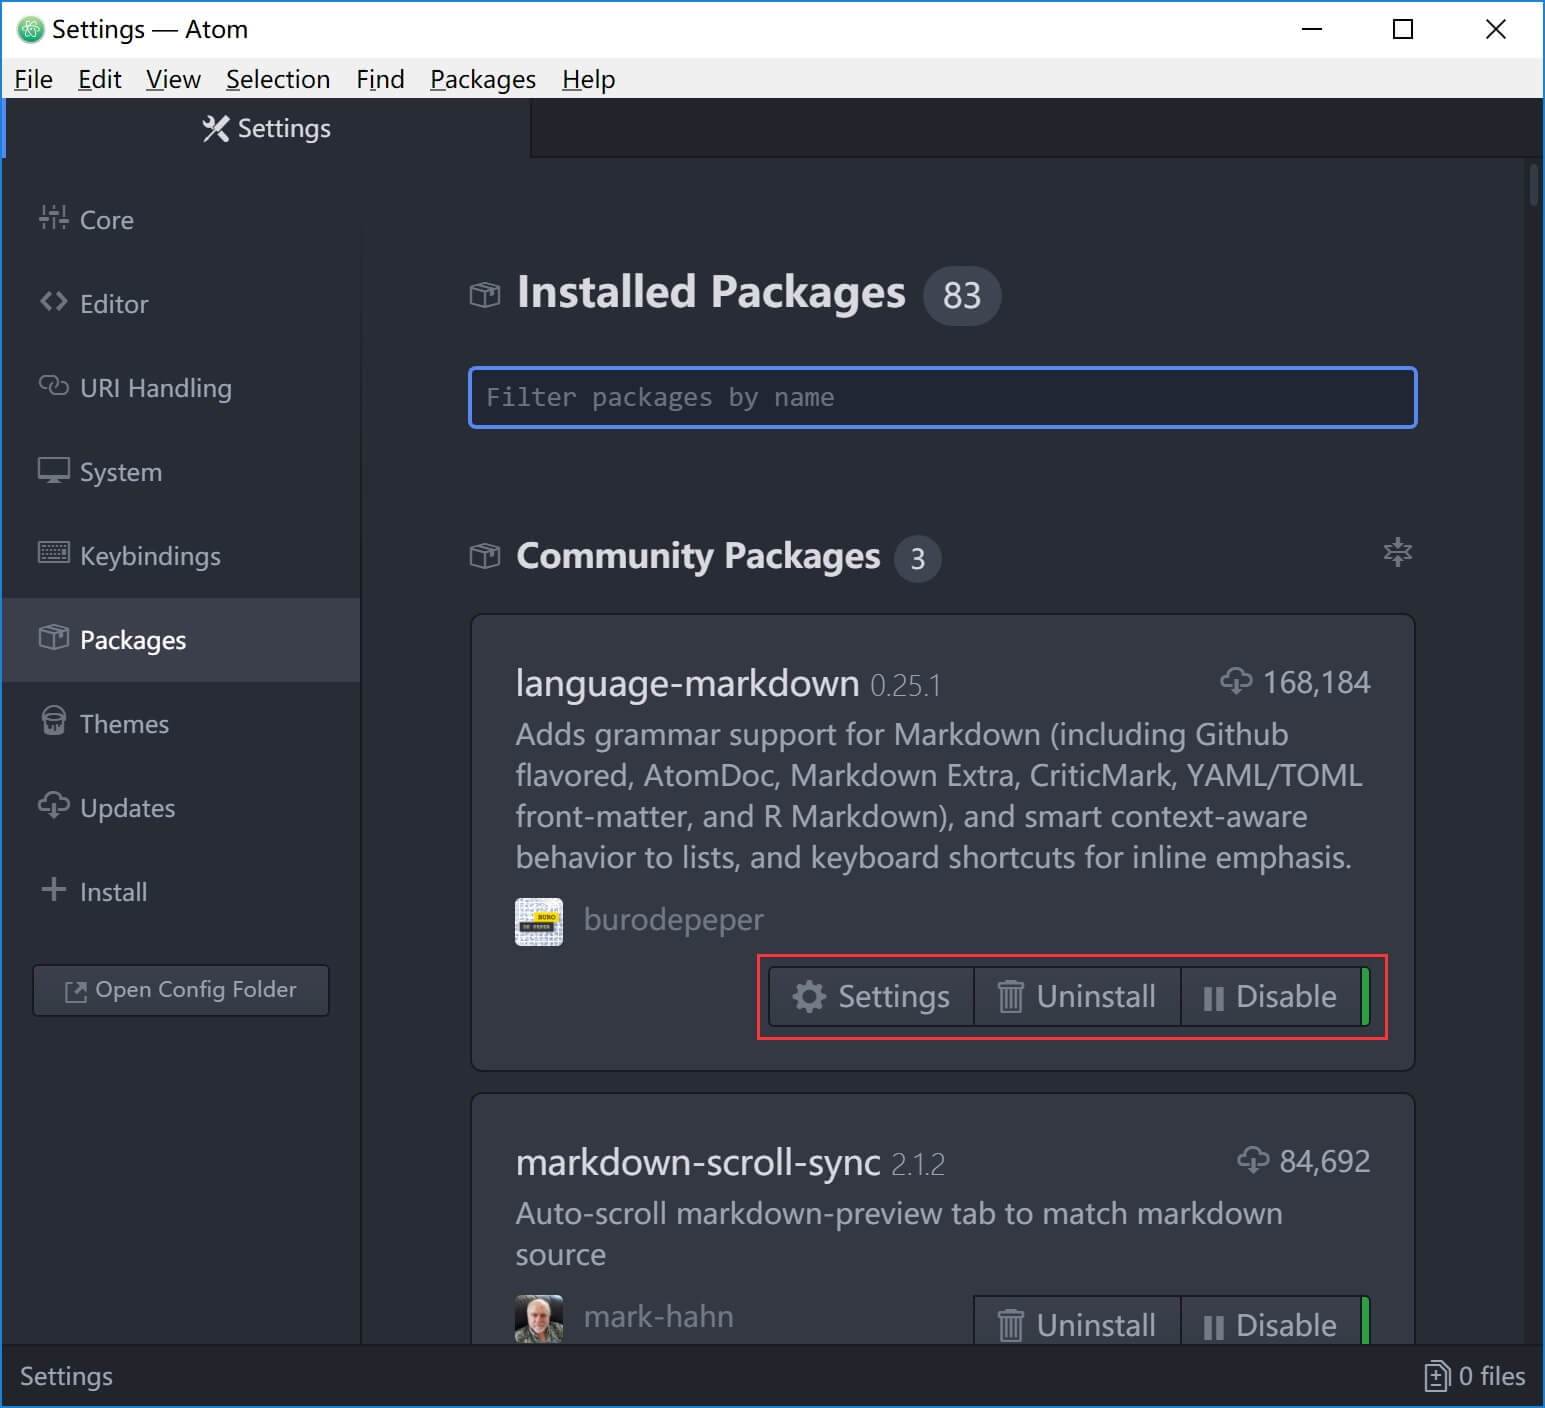 Settings — Atom
File Edit View Selection Find Packages Help
Settings
Core
Editor
URI Handling
System
Keybindings
Packages
Themes
Updates
Install
Open Config Folder
Installed Packages 83
Filter packages by name
Community Packages 3
language-markdown 0.25.1 168,184
Adds grammar support for Markdown (including Github
flavored, AtomDoc, Markdown Extra, CriticMark, YAML/TOML
front-matter, and R Markdown), and smart context-aware
behavior to lists, and keyboard shortcuts for inline emphasis.
BURO
DE PEPER
burodepeper
Settings Uninstall Disable
markdown-scroll-sync 2.1.2 84,692
Auto-scroll markdown-preview tab to match markdown
source
mark-hahn
Uninstall Disable
Settings 0 files